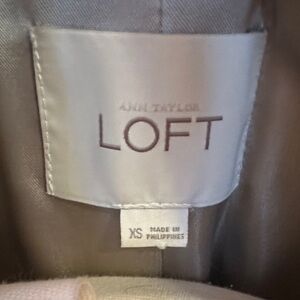 ANN TAYLOR
LOFT
XS MADE IN
PHILIPPINES